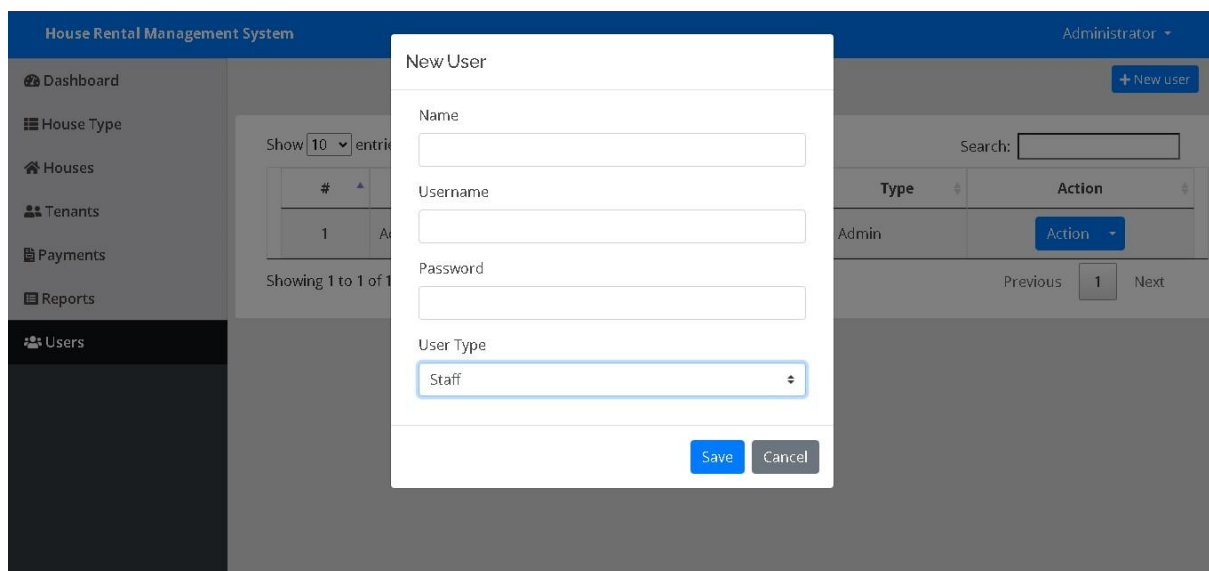 House Rental Management System
Administrator
Dashboard
+ New user
House Type
Houses
Tenants
Payments
Reports
Users
Show 10
Search:
# Type Action
1 Admin Action
Showing 1 to 1 of 1
Previous 1 Next
New User
Name
Username
Password
User Type
Staff
Save Cancel